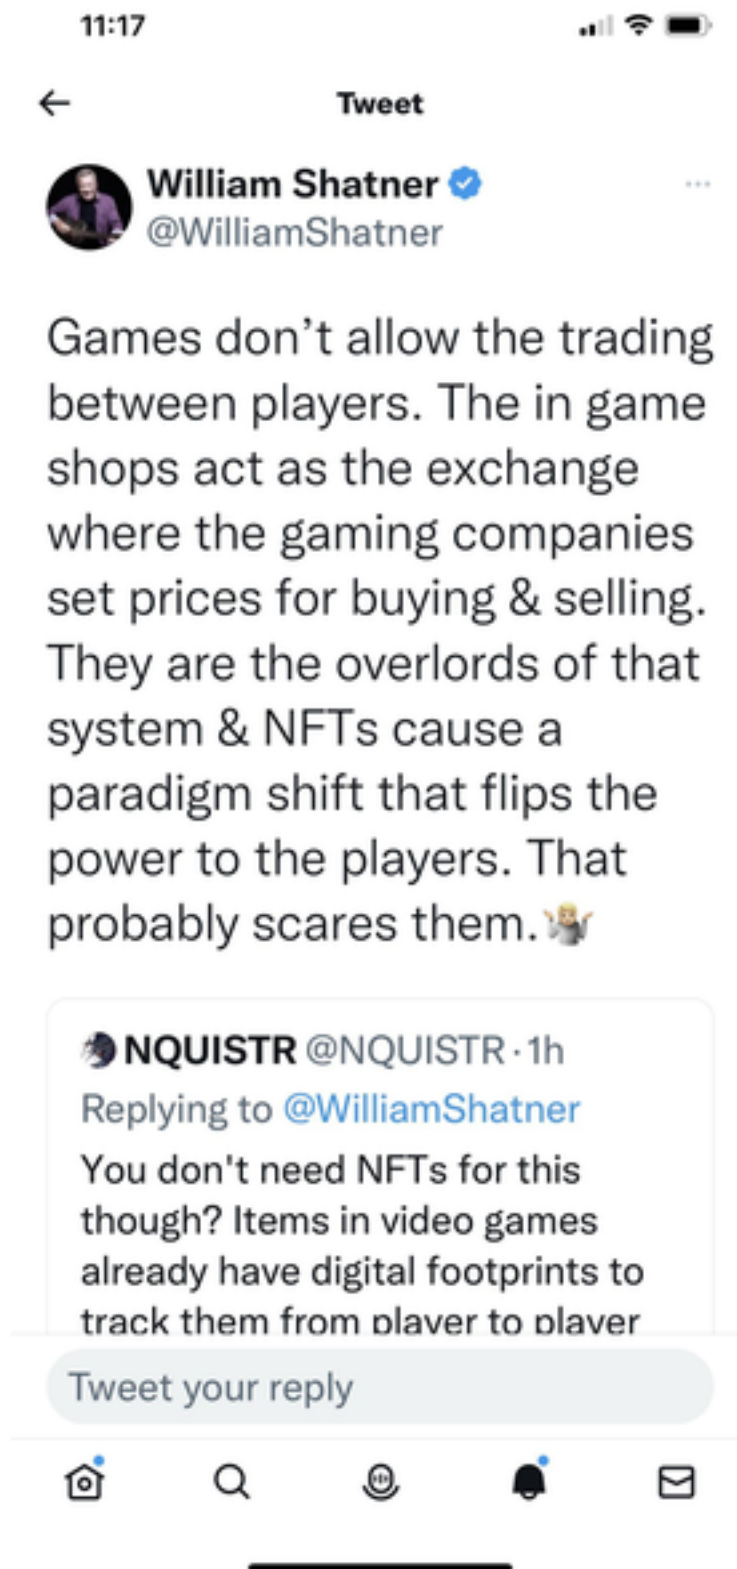 11:17
Tweet
William Shatner
@WilliamShatner
Games don’t allow the trading
between players. The in game
shops act as the exchange
where the gaming companies
set prices for buying & selling.
They are the overlords of that
system & NFTs cause a
paradigm shift that flips the
power to the players. That
probably scares them.🤷🏼
NQUISTR @NQUISTR · 1h
Replying to @WilliamShatner
You don't need NFTs for this
though? Items in video games
already have digital footprints to
track them from player to player
Tweet your reply